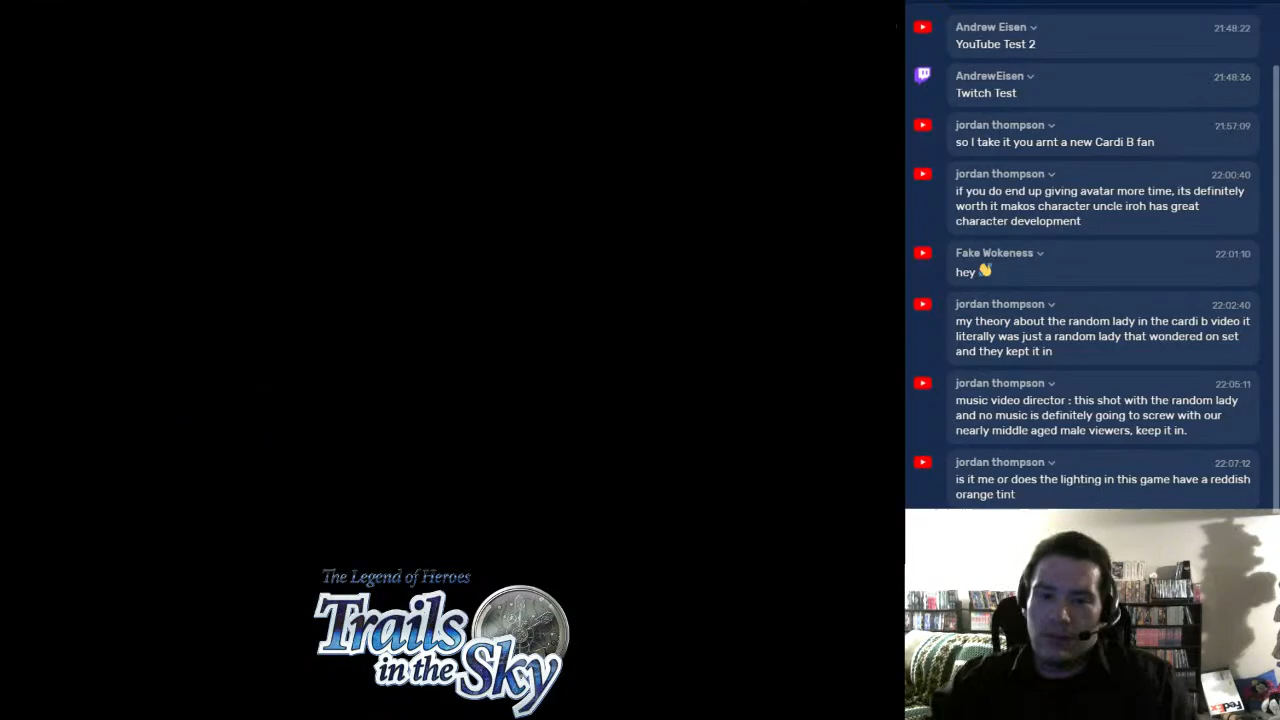 Andrew Eisen 21:48:22
YouTube Test 2
AndrewEisen 21:48:36
Twitch Test
jordan thompson 21:57:09
so I take it you arnt a new Cardi B fan
jordan thompson 22:00:40
if you do end up giving avatar more time, its definitely
worth it makos character uncle iroh has great
character development
Fake Wokeness 22:01:10
hey 👋
jordan thompson 22:02:40
my theory about the random lady in the cardi b video it
literally was just a random lady that wondered on set
and they kept it in
jordan thompson 22:05:11
music video director : this shot with the random lady
and no music is definitely going to screw with our
nearly middle aged male viewers, keep it in.
jordan thompson 22:07:12
is it me or does the lighting in this game have a reddish
orange tint
The Legend of Heroes
Trails
in the Sky
FedEx